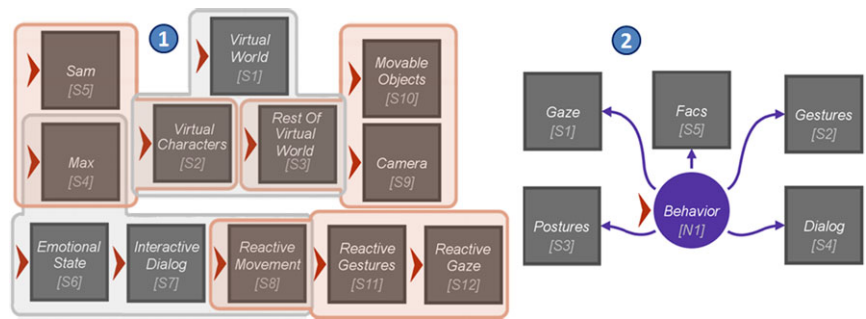 1
Virtual
World
[S1]
Sam
[S5]
Movable
Objects
[S10]
Virtual
Characters
[S2]
Rest Of
Virtual
World
[S3]
Max
[S4]
Camera
[S9]
Emotional
State
[S6]
Interactive
Dialog
[S7]
Reactive
Movement
[S8]
Reactive
Gestures
[S11]
Reactive
Gaze
[S12]
2
Gaze
[S1]
Facs
[S5]
Gestures
[S2]
Postures
[S3]
Behavior
[N1]
Dialog
[S4]